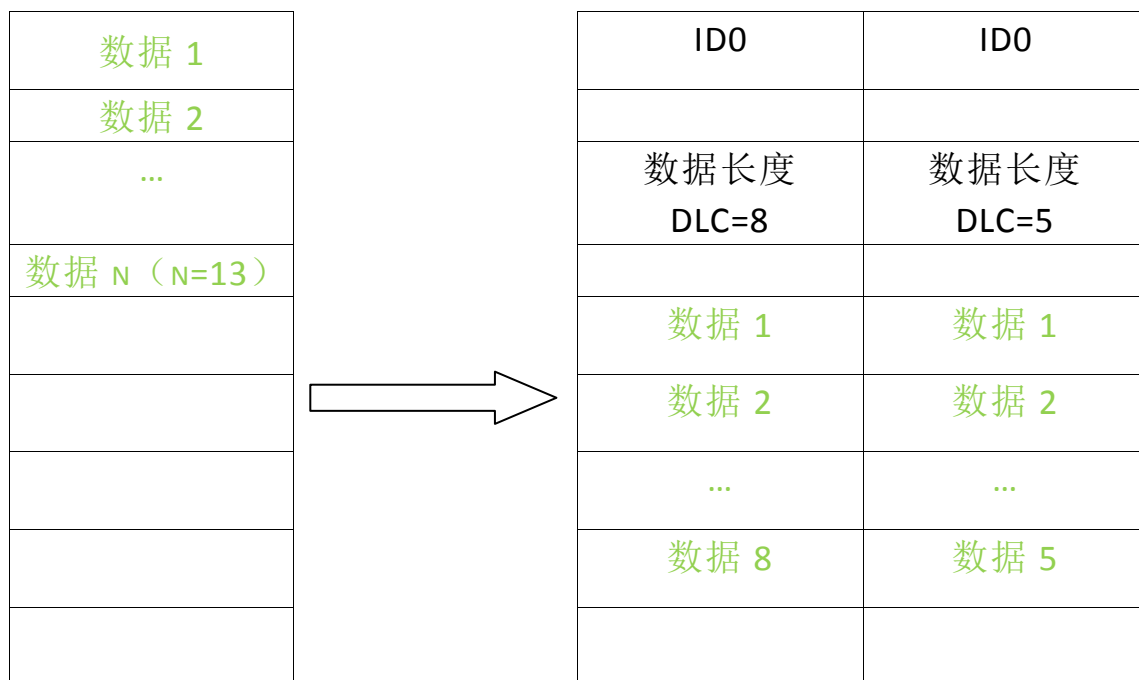 数据 1
数据 2
...
数据 N（N=13）
ID0 ID0
数据长度 数据长度
DLC=8 DLC=5
数据 1 数据 1
数据 2 数据 2
... ...
数据 8 数据 5